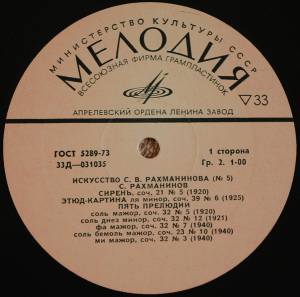 МИНИСТЕРСТВО КУЛЬТУРЫ СССР
МЕЛОДИЯ
ВСЕСОЮЗНАЯ ФИРМА ГРАМПЛАСТИНОК
АПРЕЛЕВСКИЙ ОРДЕНА ЛЕНИНА ЗАВОД
▽33
ГОСТ 5289-73
33Д—031035
1 сторона
Гр. 2. 1-00
ИСКУССТВО С. В. РАХМАНИНОВА (№ 5)
С. РАХМАНИНОВ
СИРЕНЬ, соч. 21 № 5 (1920)
ЭТЮД-КАРТИНА ля минор, соч. 39 № 6 (1925)
ПЯТЬ ПРЕЛЮДИЙ
соль мажор, соч. 32 № 5 (1920)
соль диез минор, соч. 32 № 12 (1921)
фа мажор, соч. 32 № 7 (1940)
соль бемоль мажор, соч. 23 № 10 (1940)
ми мажор, соч. 32 № 3 (1940)